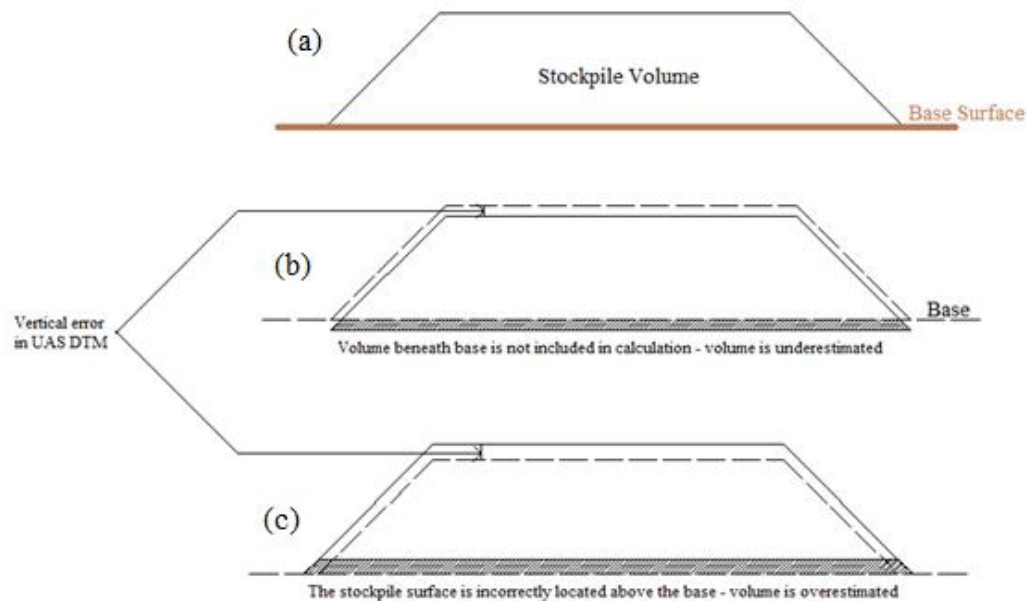 (a)
Stockpile Volume
Base Surface
(b)
Base
Vertical error
in UAS DTM
Volume beneath base is not included in calculation - volume is underestimated
(c)
The stockpile surface is incorrectly located above the base - volume is overestimated